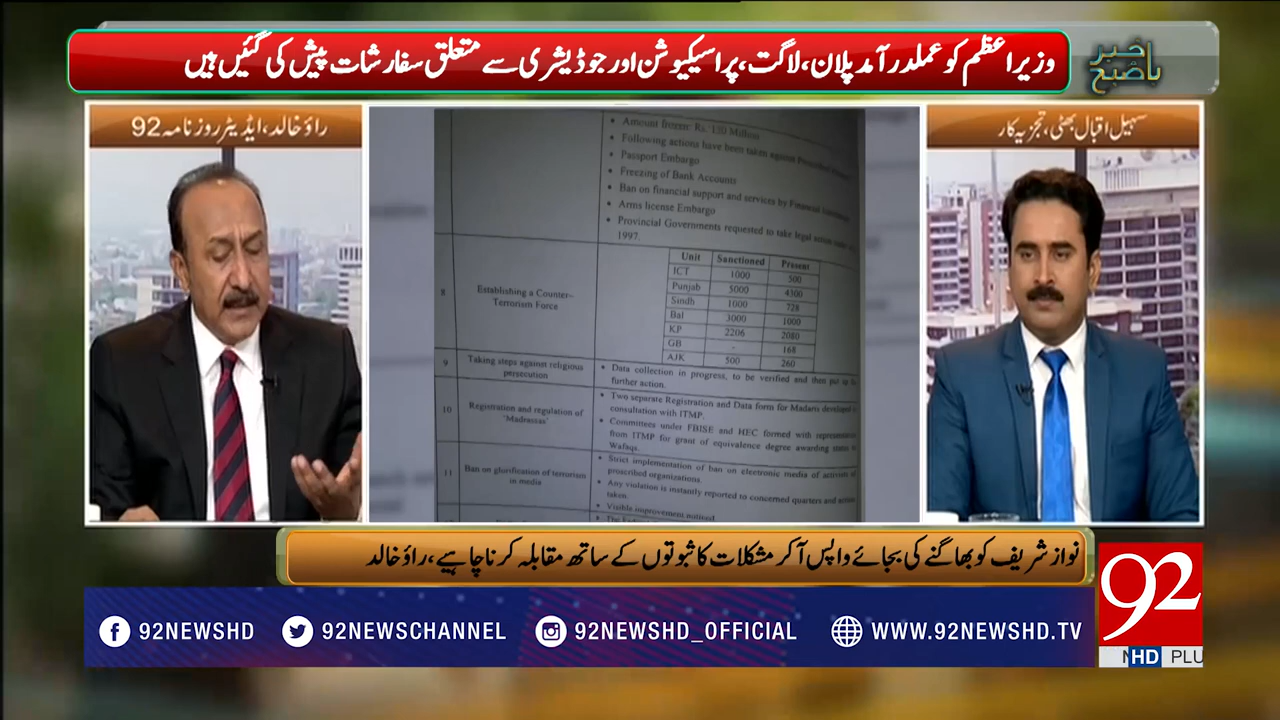 وزیراعظم کو عملدرآمد پلان، لاگت، پراسیکیوشن اور جوڈیشری سے متعلق سفارشات پیش کی گئیں ہیں
باخبر صبح
راؤ خالد، ایڈیٹر روزنامہ 92
سہیل اقبال بھٹی، تجزیہ کار
• Amount freeze: Rs. 150 Million
• Following actions have been taken against Proscribed
• Passport Embargo
• Freezing of Bank Accounts
• Ban on financial support and services by Financial
• Arms license Embargo
• Provincial Governments requested to take legal action
1997.
8 Establishing a Counter–Terrorism Force
Unit Sanctioned Present
ICT 1000 500
Punjab 5000 4300
Sindh 1000 728
Bal 3000 1000
KP 2206 2080
GB - 168
AJK 500 260
9 Taking steps against religious persecution
• Data collection in progress, to be verified and then put up
further action.
10 Registration and regulation of "Madrassas"
• Two separate Registration and Data form for Madaris developed
consultation with ITMP.
• Committees under FBISE and HEC formed with
from ITMP for grant of equivalence degree awarding
Wafaqs.
11 Ban on glorification of terrorism in media
• Strict implementation of ban on electronic media of
proscribed organizations.
• Any violation is instantly reported to concerned quarters and
taken.
• Visible improvement noticed.
نواز شریف کو بھاگنے کی بجائے واپس آ کر مشکلات کا ثبوتوں کے ساتھ مقابلہ کرنا چاہیے، راؤ خالد
92NEWSHD
92NEWSCHANNEL
92NEWSHD_OFFICIAL
WWW.92NEWSHD.TV
92
HD PLU